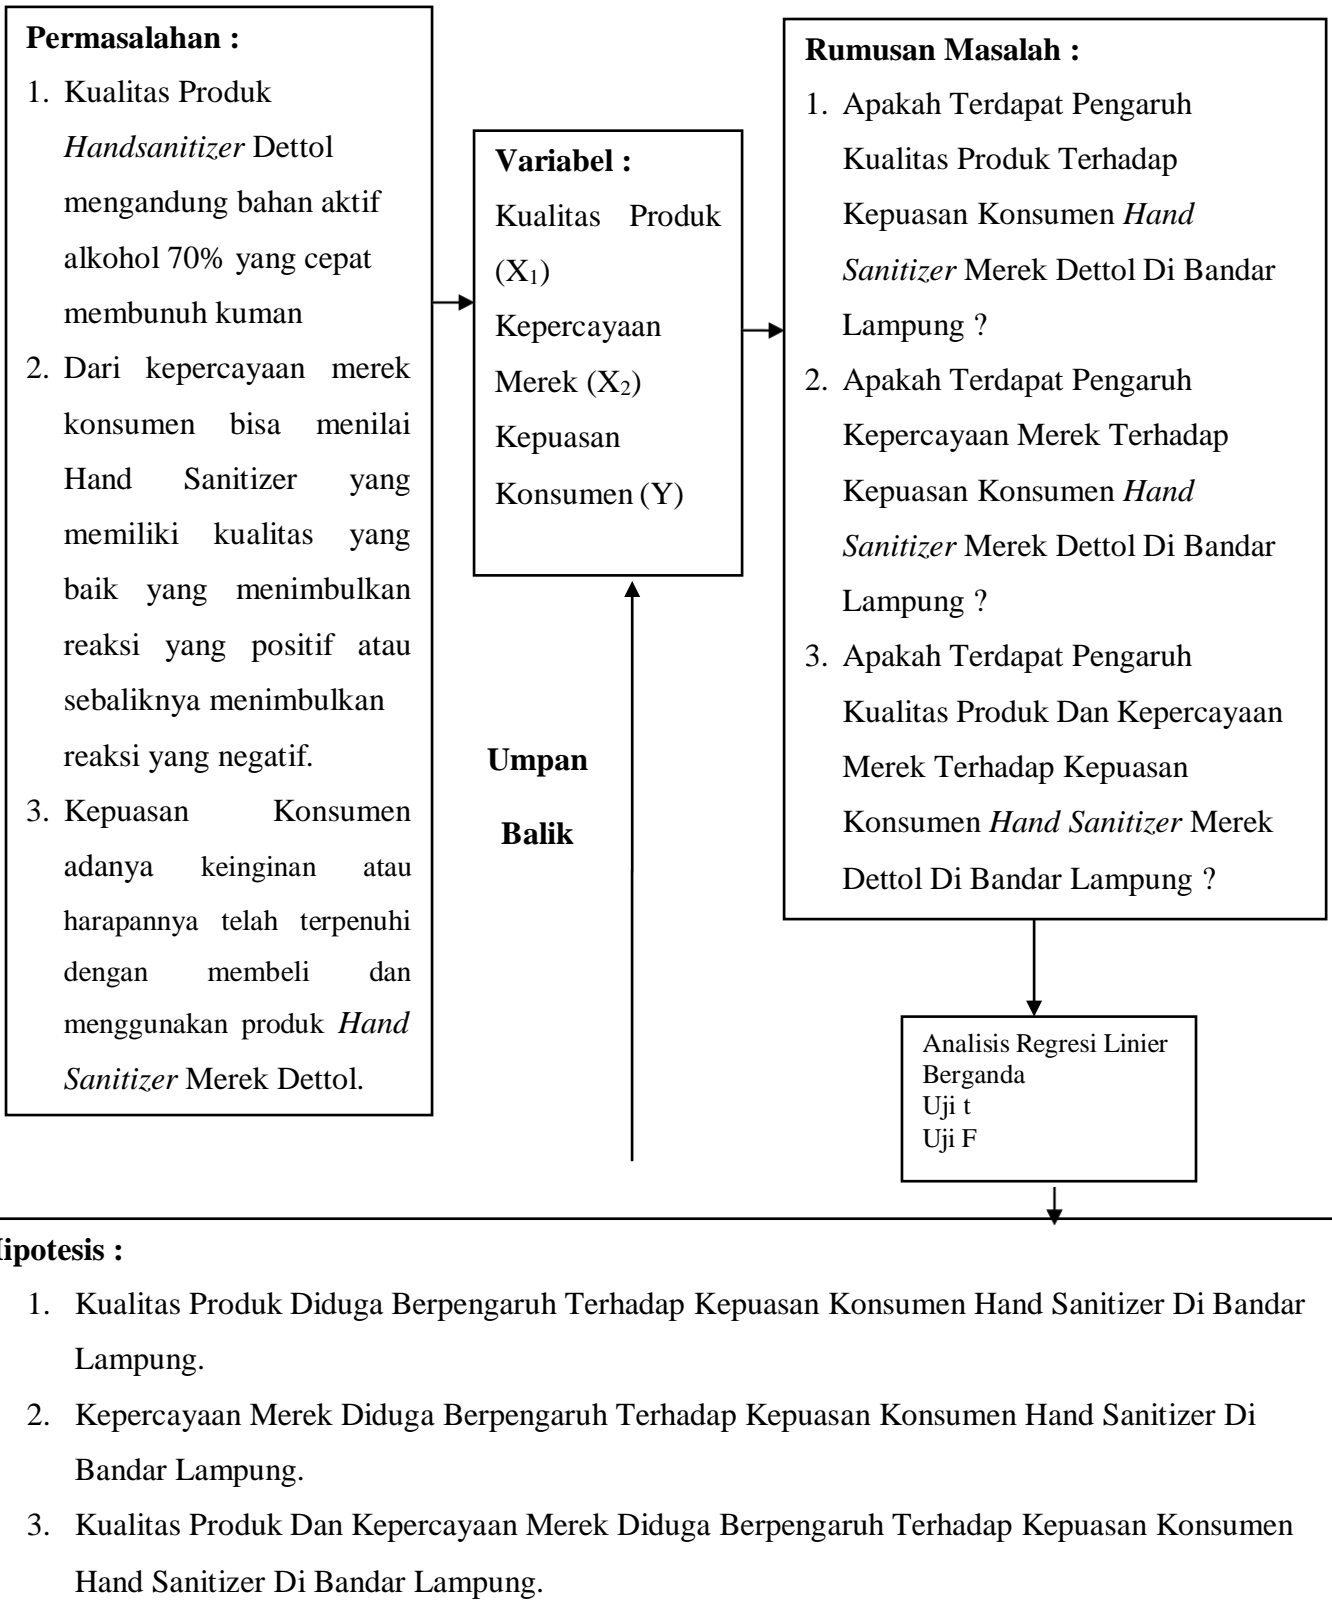 Permasalahan :
1. Kualitas Produk
Handsanitizer Dettol
mengandung bahan aktif
alkohol 70% yang cepat
membunuh kuman
2. Dari kepercayaan merek
konsumen bisa menilai
Hand Sanitizer yang
memiliki kualitas yang
baik yang menimbulkan
reaksi yang positif atau
sebaliknya menimbulkan
reaksi yang negatif.
3. Kepuasan Konsumen
adanya keinginan atau
harapannya telah terpenuhi
dengan membeli dan
menggunakan produk Hand
Sanitizer Merek Dettol.
Variabel :
Kualitas Produk
(X₁)
Kepercayaan
Merek (X₂)
Kepuasan
Konsumen (Y)
Umpan
Balik
Rumusan Masalah :
1. Apakah Terdapat Pengaruh
Kualitas Produk Terhadap
Kepuasan Konsumen Hand
Sanitizer Merek Dettol Di Bandar
Lampung ?
2. Apakah Terdapat Pengaruh
Kepercayaan Merek Terhadap
Kepuasan Konsumen Hand
Sanitizer Merek Dettol Di Bandar
Lampung ?
3. Apakah Terdapat Pengaruh
Kualitas Produk Dan Kepercayaan
Merek Terhadap Kepuasan
Konsumen Hand Sanitizer Merek
Dettol Di Bandar Lampung ?
Analisis Regresi Linier
Berganda
Uji t
Uji F
ipotesis :
1. Kualitas Produk Diduga Berpengaruh Terhadap Kepuasan Konsumen Hand Sanitizer Di Bandar
Lampung.
2. Kepercayaan Merek Diduga Berpengaruh Terhadap Kepuasan Konsumen Hand Sanitizer Di
Bandar Lampung.
3. Kualitas Produk Dan Kepercayaan Merek Diduga Berpengaruh Terhadap Kepuasan Konsumen
Hand Sanitizer Di Bandar Lampung.